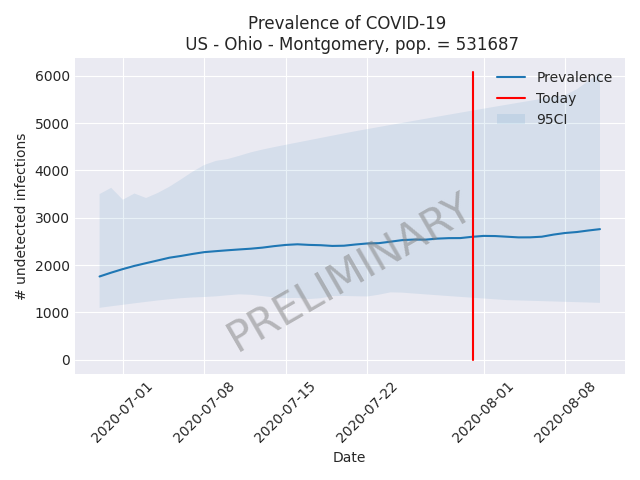 Prevalence of COVID-19
US - Ohio - Montgomery, pop. = 531687
6000
5000
4000
3000
2000
1000
0
# undetected infections
Prevalence
Today
95CI
PRELIMINARY
2020-07-01
2020-07-08
2020-07-15
2020-07-22
2020-08-01
2020-08-08
Date